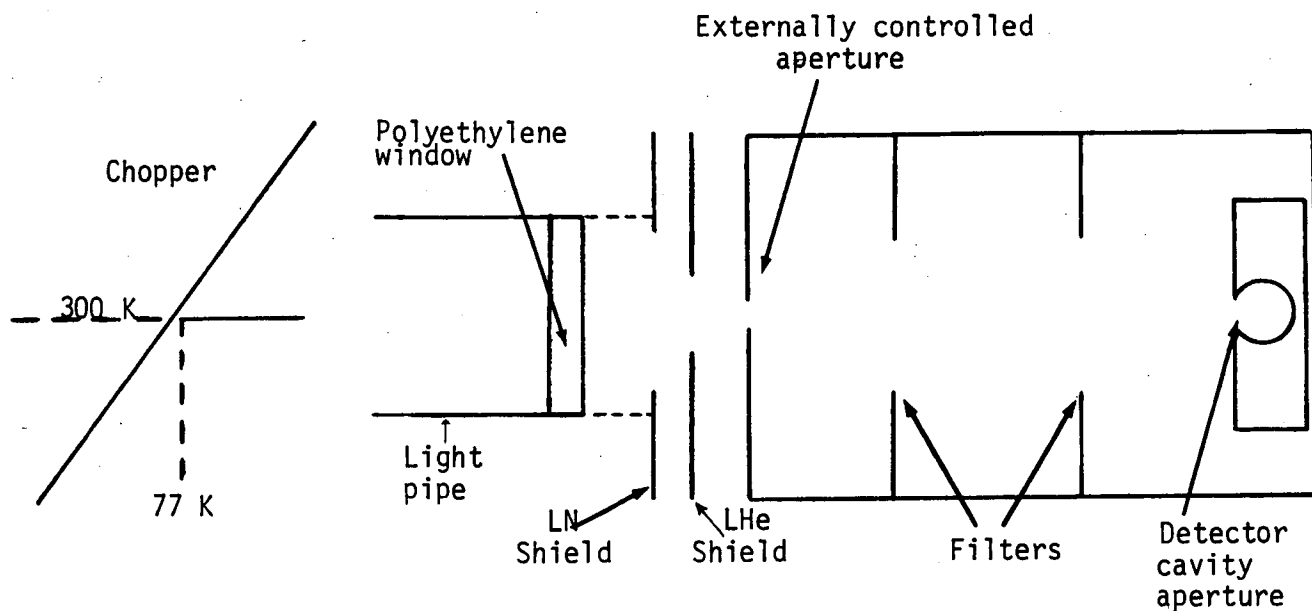 Externally controlled
aperture
Polyethylene
window
Chopper
300 K
77 K
Light
pipe
LN
Shield
LHe
Shield
Filters
Detector
cavity
aperture